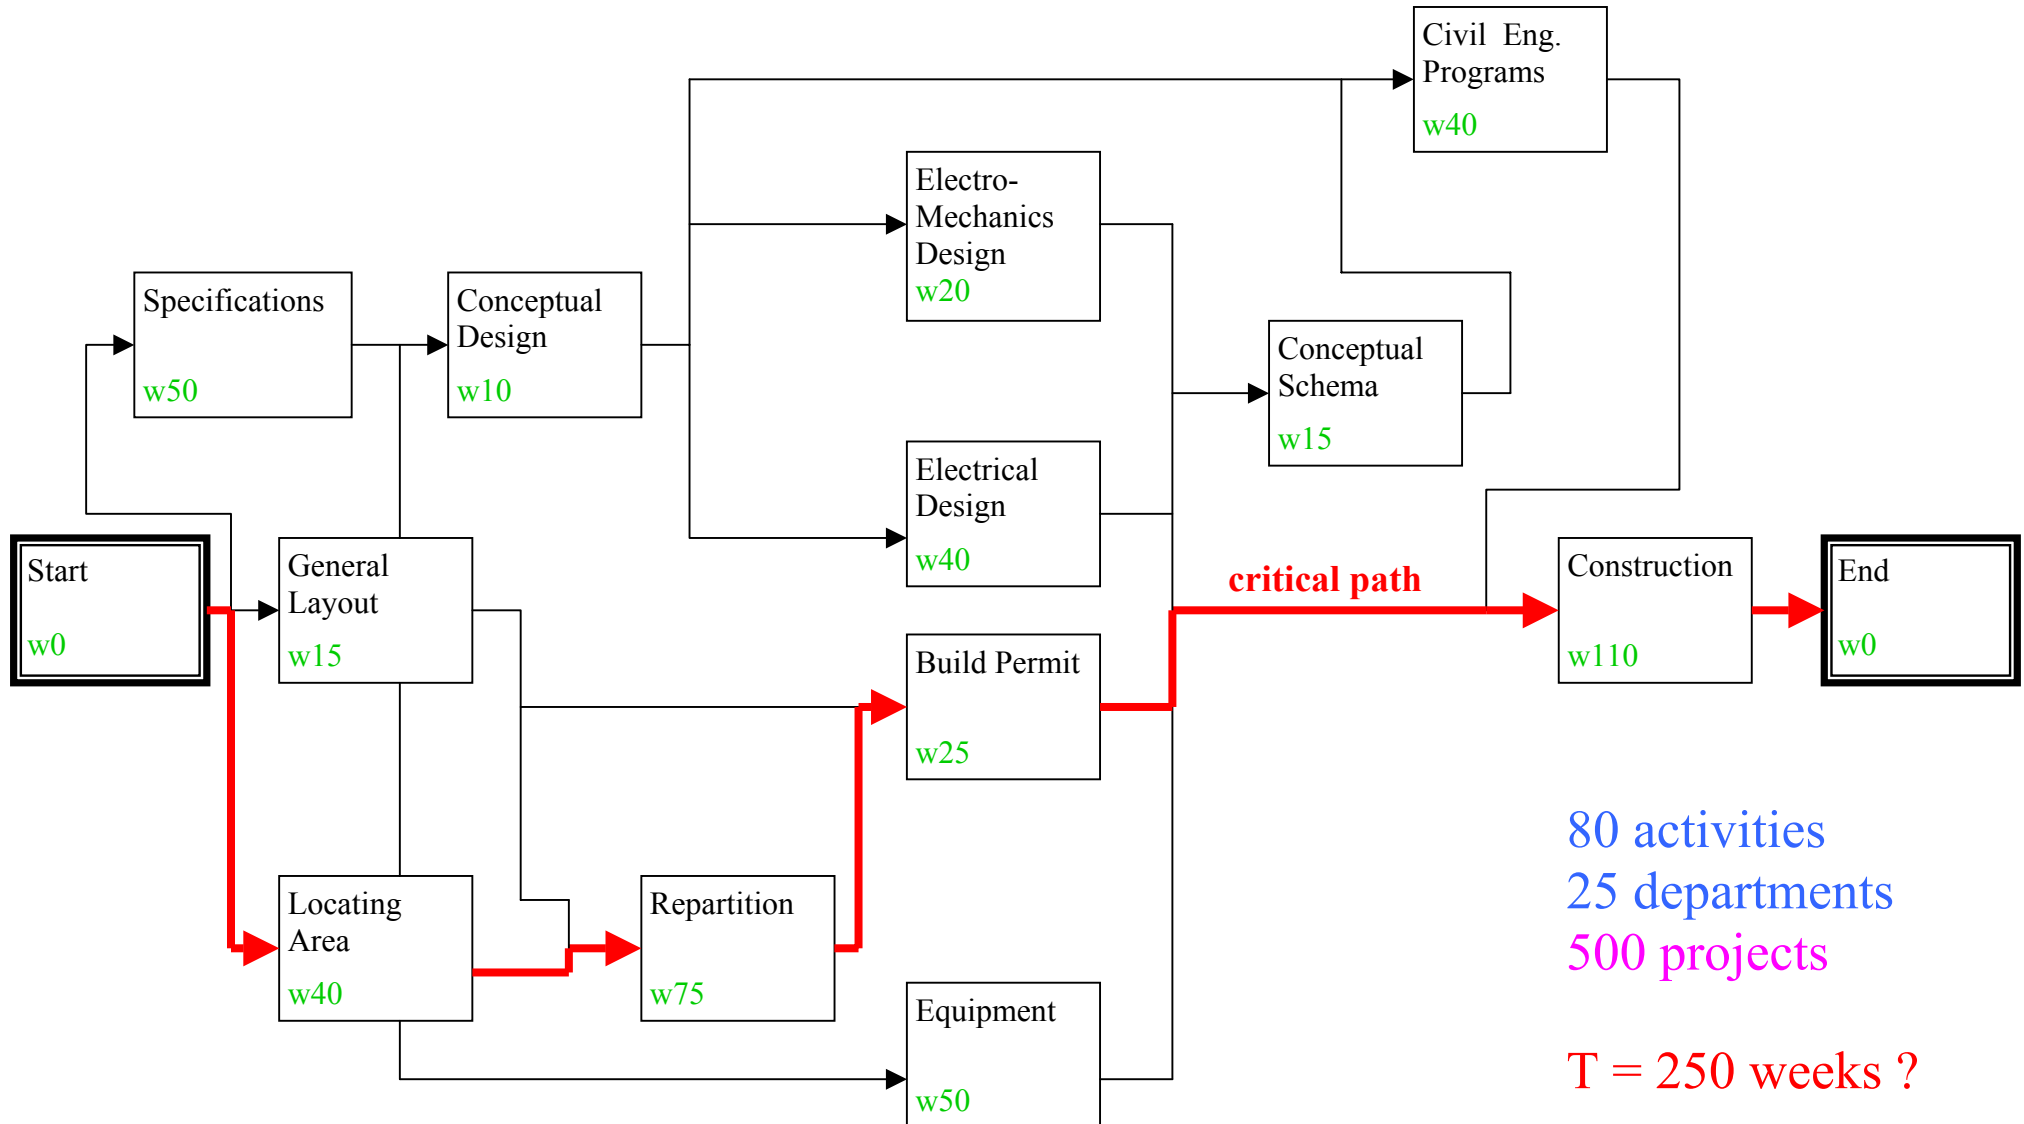 Civil Eng.
Programs
w40
Electro-
Mechanics
Design
w20
Specifications
w50
Conceptual
Design
w10
Conceptual
Schema
w15
Electrical
Design
w40
Start
w0
General
Layout
w15
critical path
Construction
w110
End
w0
Build Permit
w25
Locating
Area
w40
Repartition
w75
Equipment
w50
80 activities
25 departments
500 projects
T = 250 weeks ?